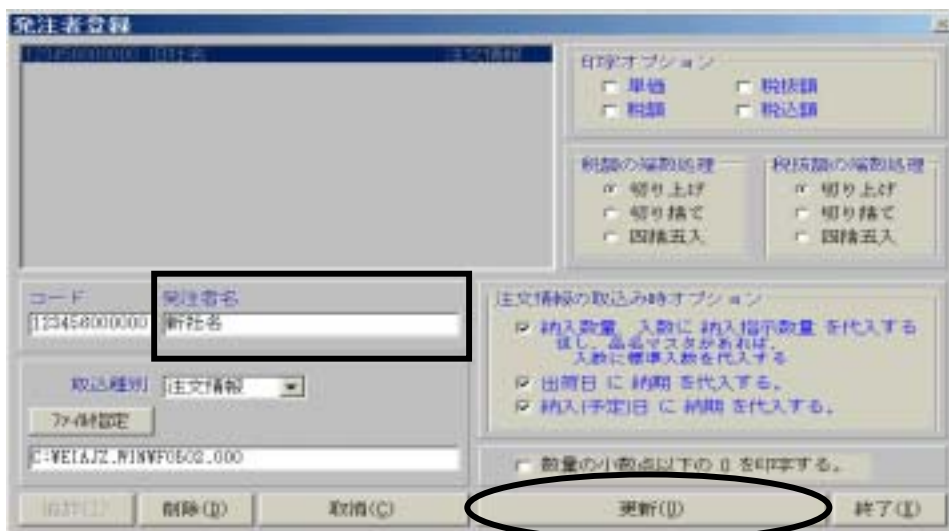 発注者登録
123456000000 旧社名 注文情報
印字オプション
単価 税抜額
税額 税込額
税額の端数処理 税抜額の端数処理
切り上げ 切り上げ
切り捨て 切り捨て
四捨五入 四捨五入
コード 発注者名
123456000000 新社名
取込種別 注文情報
ファイル指定
注文情報の取込み時オプション
納入数量、入数に 納入指示数量 を代入する
但し、品名マスタがあれば、
入数に標準入数を代入する
出荷日 に 納期 を代入する。
納入(予定)日 に 納期 を代入する。
数量の小数点以下の 0 を印字する。
削除(D) 取消(C) 更新(U) 終了(E)